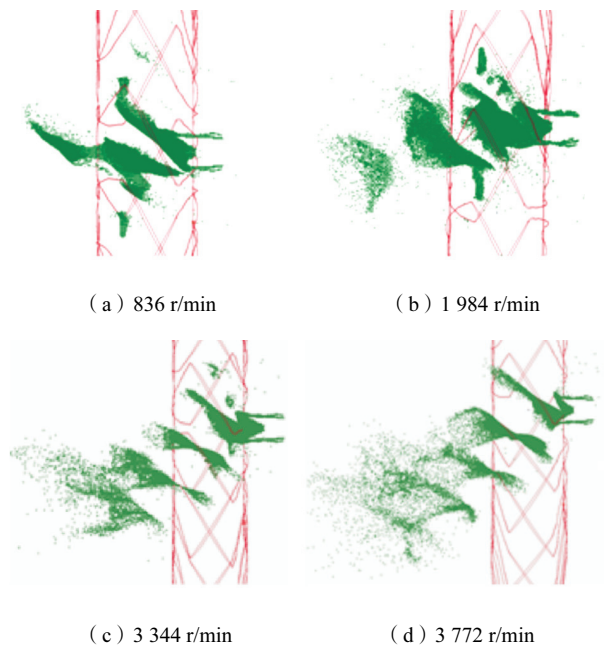 （a）836 r/min
（b）1 984 r/min
（c）3 344 r/min
（d）3 772 r/min